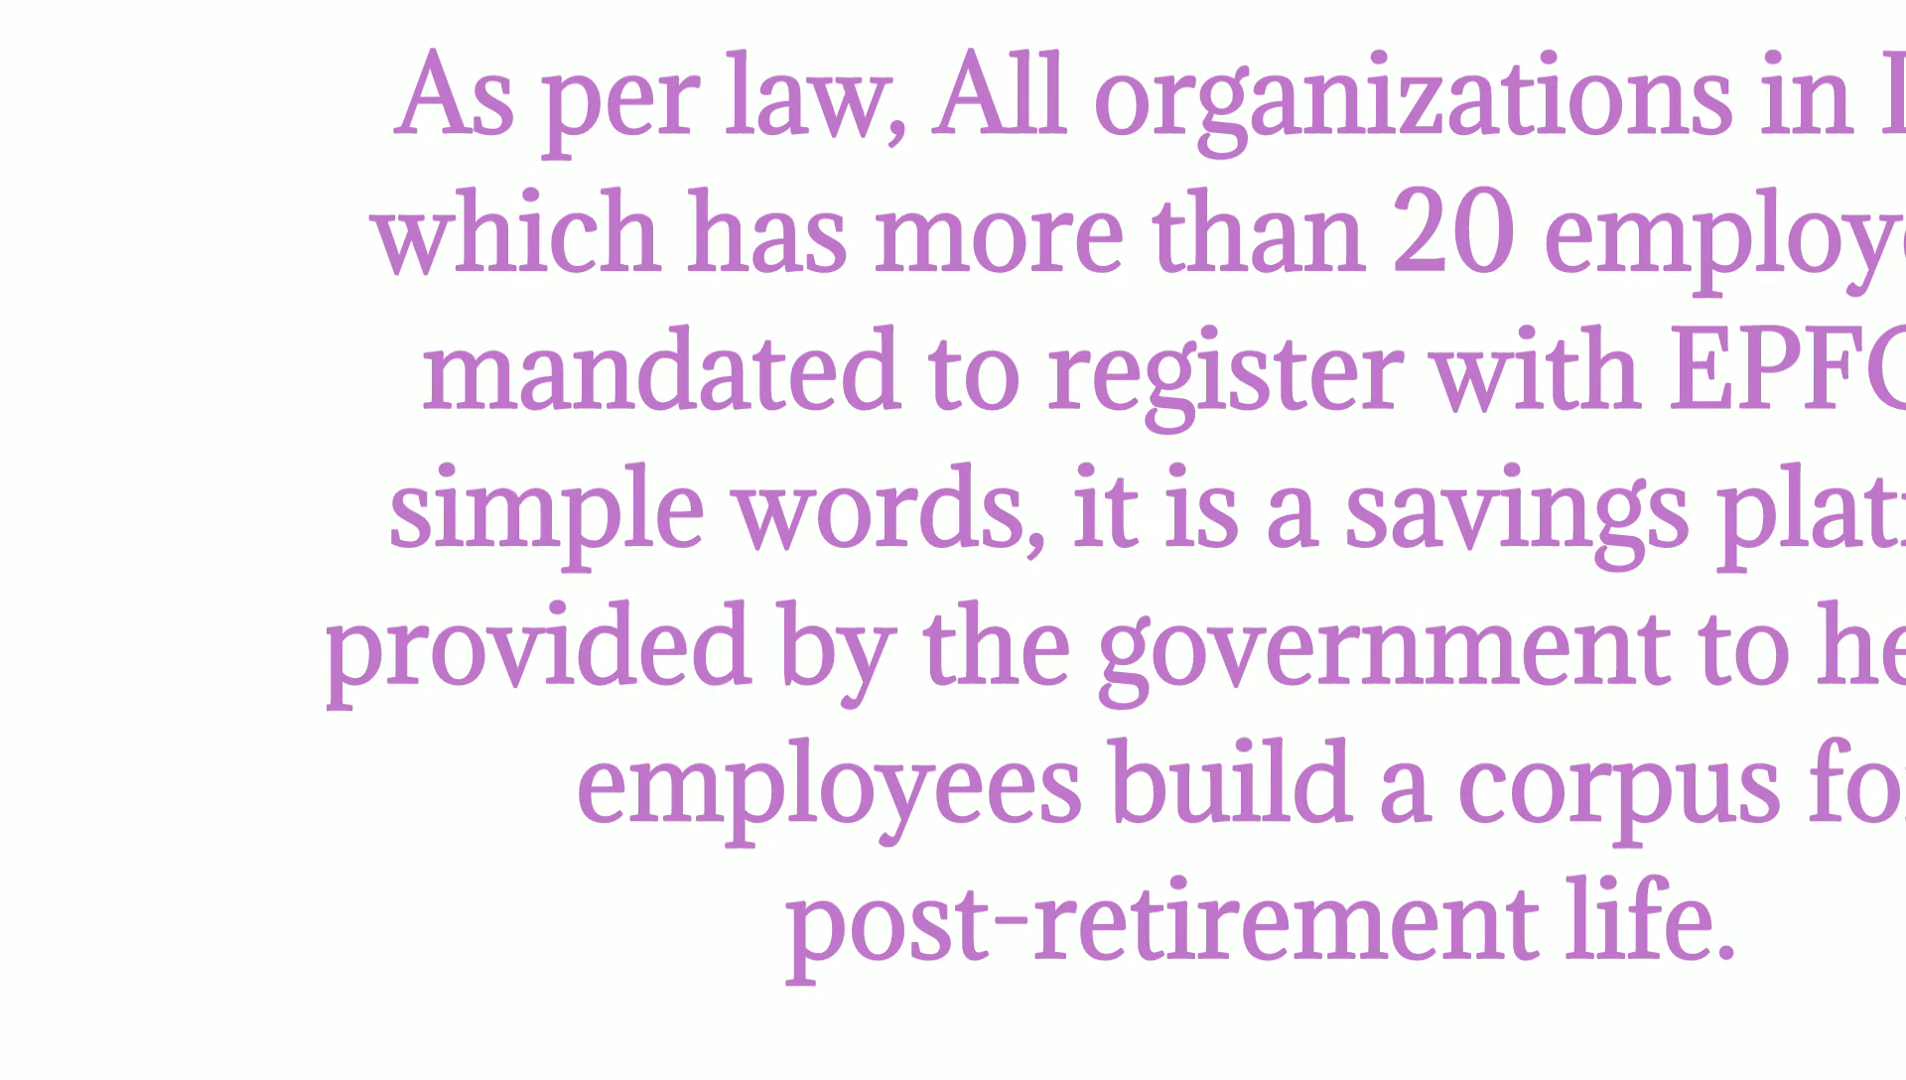 As per law, All organizations in
which has more than 20
mandated to register with
simple words, it is a savings
provided by the government to
employees build a corpus
post-retirement life.